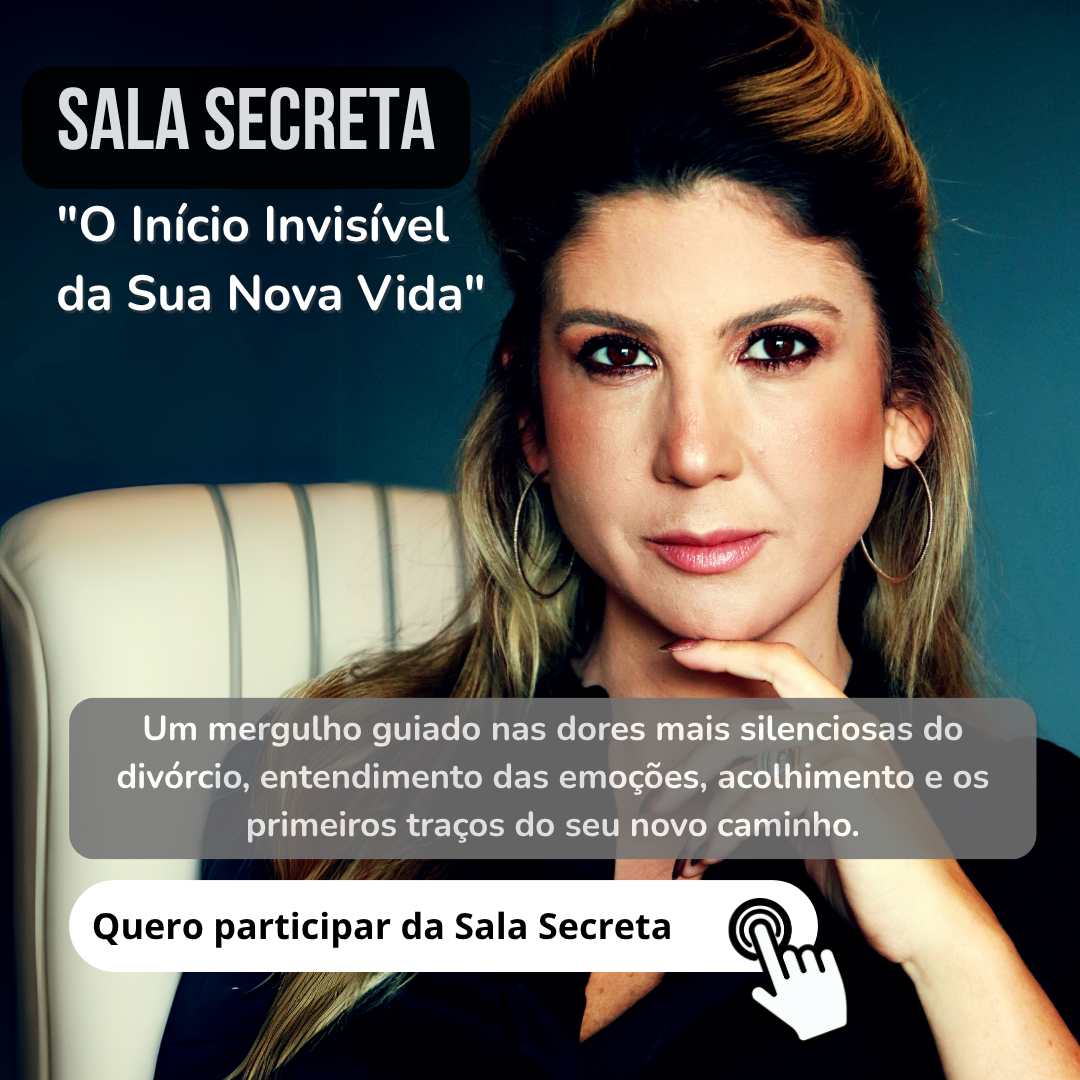 SALA SECRETA
"O Início Invisível
da Sua Nova Vida"
Um mergulho guiado nas dores mais silenciosas do
divórcio, entendimento das emoções, acolhimento e os
primeiros traços do seu novo caminho.
Quero participar da Sala Secreta